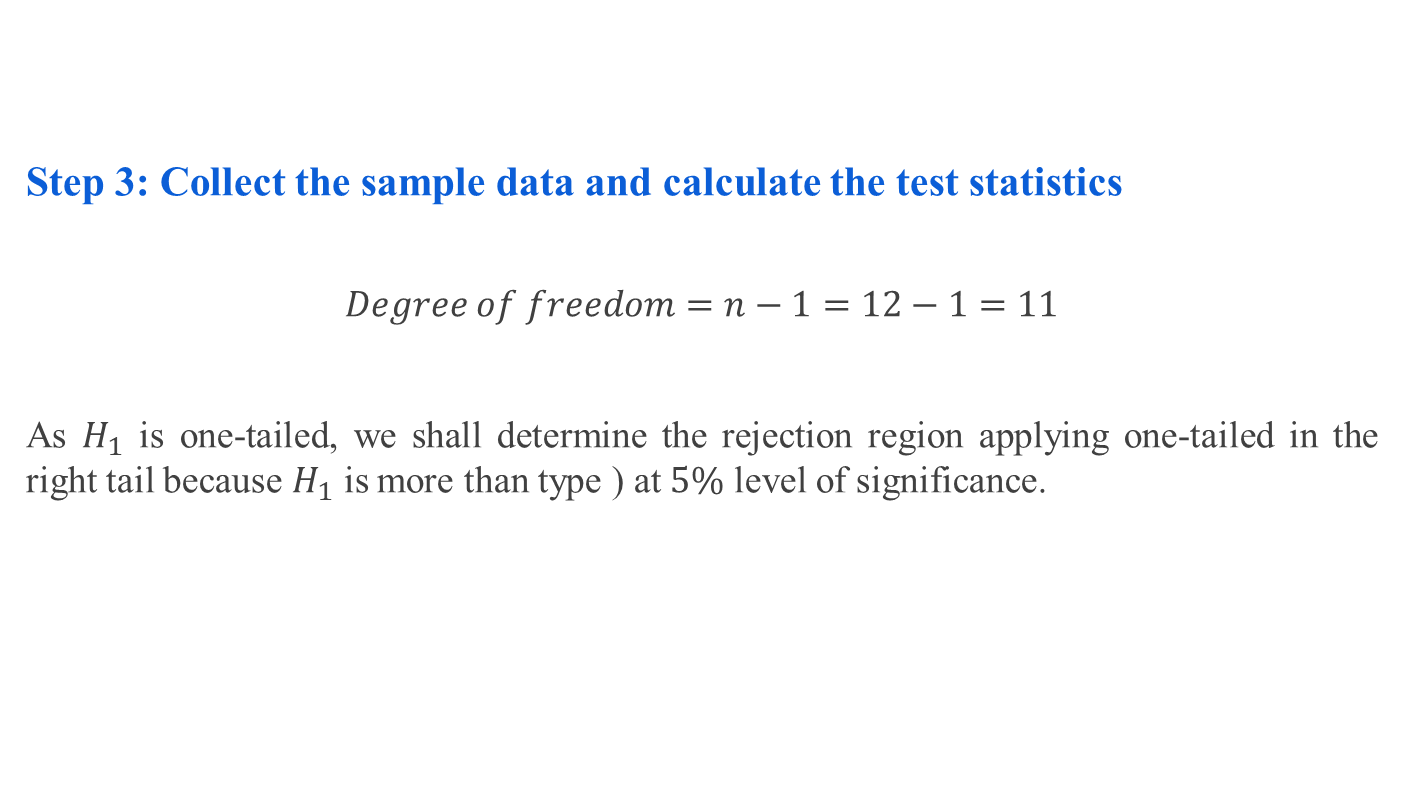 Step 3: Collect the sample data and calculate the test statistics
Degree of freedom = n − 1 = 12 − 1 = 11
As H₁ is one-tailed, we shall determine the rejection region applying one-tailed in the
right tail because H₁ is more than type ) at 5% level of significance.